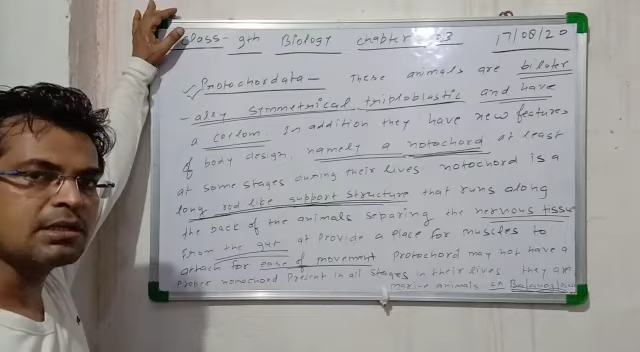 Class - 9th Biology chapter :3 17/08/20
Protochordata - These animals are bilater
- ally symmetrical, triploblastic and have
a coelom. In addition they have new features
of body design, namely a notochord at least
at some stages during their lives notochord is a
long rod like support structure that runs along
the back of the animals separing the nervous tissue
from the gut at provide a place for muscles to
attach for ease of movement Protochord may not have a
proper present in all stages in their lives they are
marine animals